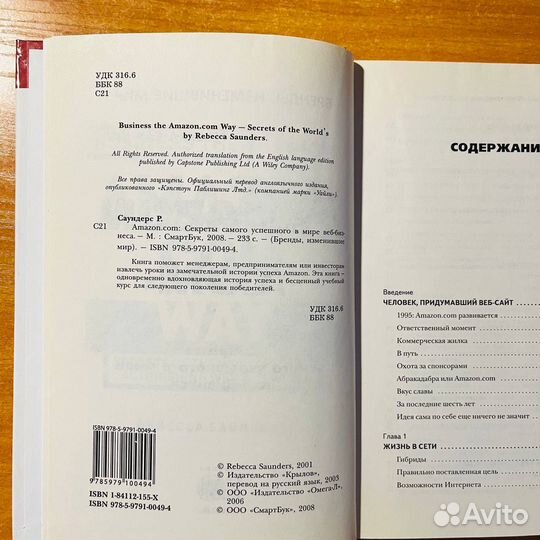 УДК 316.6
ББК 88
С21
Business the Amazon.com Way — Secrets of the World's
by Rebecca Saunders.
All Rights Reserved. Authorized translation from the English language edition
published by Capstone Publishing Ltd (A Wiley Company).
Все права защищены. Официальный перевод англоязычного издания,
опубликованного «Кэпстоун Паблишинг Лтд.» (компанией марки «Уайли»).
Саундерс Р.
С21 Amazon.com: Секреты самого успешного в мире веб-биз-
неса. — М. : СмартБук, 2008. — 233 с. — (Бренды, изменившие
мир). — ISBN 978-5-9791-0049-4.
Книга поможет менеджерам, предпринимателям или инвесторам
извлечь уроки из замечательной истории успеха Amazon. Эта книга —
одновременно вдохновляющая история успеха и бесценный учебный
курс для следующего поколения победителей.
УДК 316.6
ББК 88
ISBN 978-5-9791-0049-4
9785979100494
ISBN 1-84112-155-X
ISBN 978-5-9791-0049-4
© Rebecca Saunders, 2001
© Издательство «Крылов»,
перевод на русский язык, 2005
© ООО «Издательство «Омега-Л»,
2006
© ООО «СмартБук», 2008
СОДЕРЖАНИ
Введение
ЧЕЛОВЕК, ПРИДУМАВШИЙ ВЕБ-САЙТ
1995: Amazon.com развивается
Ответственный момент
Коммерческая жилка
В путь
Охота за спонсорами
Абракадабра или Amazon.com
Вкус славы
За последние шесть лет
Идея сама по себе еще ничего не значит
Глава 1
ЖИЗНЬ В СЕТИ
Гибриды
Правильно поставленная цель
Возможности Интернета
Avito